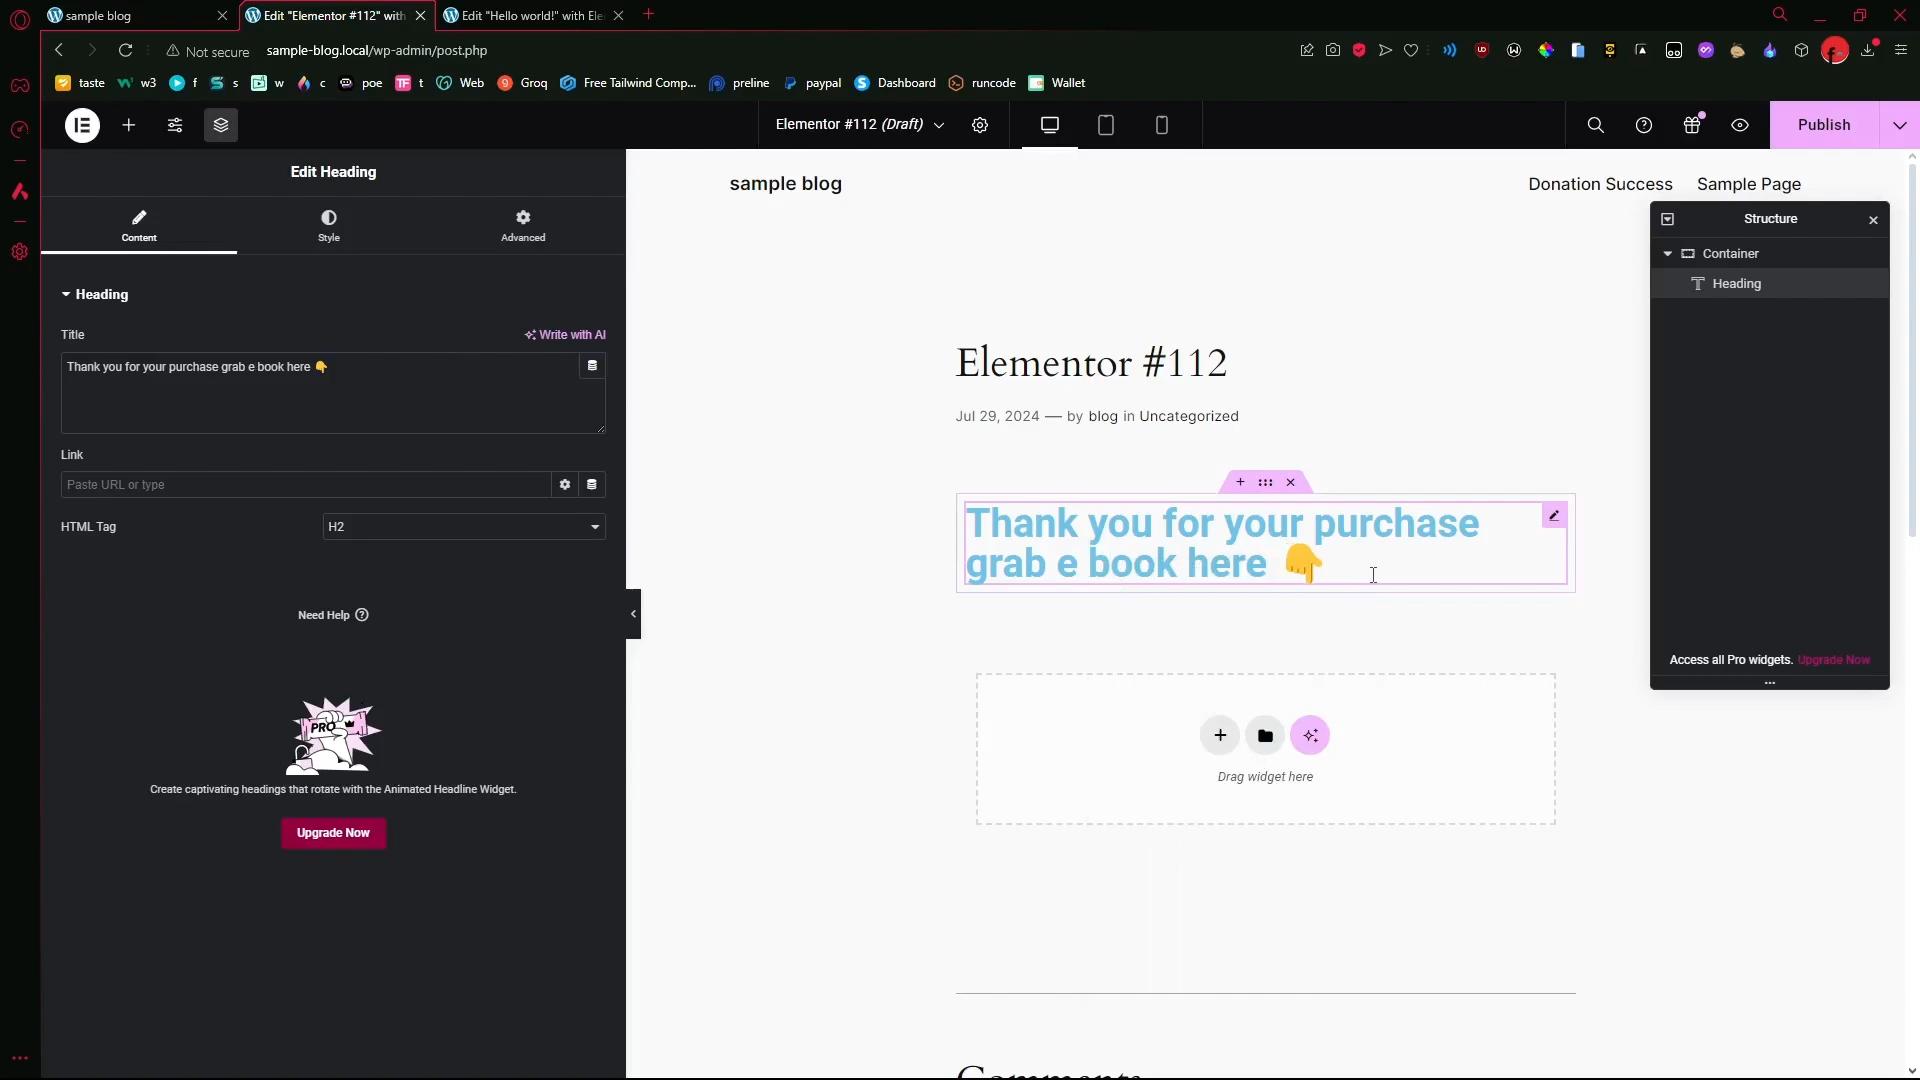 sample blog
Edit "Elementor #112" with
Edit "Hello world!" with Ele
Not secure
sample-blog.local/wp-admin/post.php
taste
w3
f
s
w
c
poe
t
Web
Groq
Free Tailwind Comp...
preline
paypal
Dashboard
runcode
Wallet
Elementor #112 (Draft)
Publish
Edit Heading
Content
Style
Advanced
Heading
Title
Write with AI
Thank you for your purchase grab e book here 👇
Link
Paste URL or type
HTML Tag
H2
Need Help
PRO
Create captivating headings that rotate with the Animated Headline Widget.
Upgrade Now
sample blog
Donation Success
Sample Page
Elementor #112
Jul 29, 2024 — by blog in Uncategorized
Thank you for your purchase
grab e book here 👇
Drag widget here
Comments
Structure
Container
Heading
Access all Pro widgets. Upgrade Now